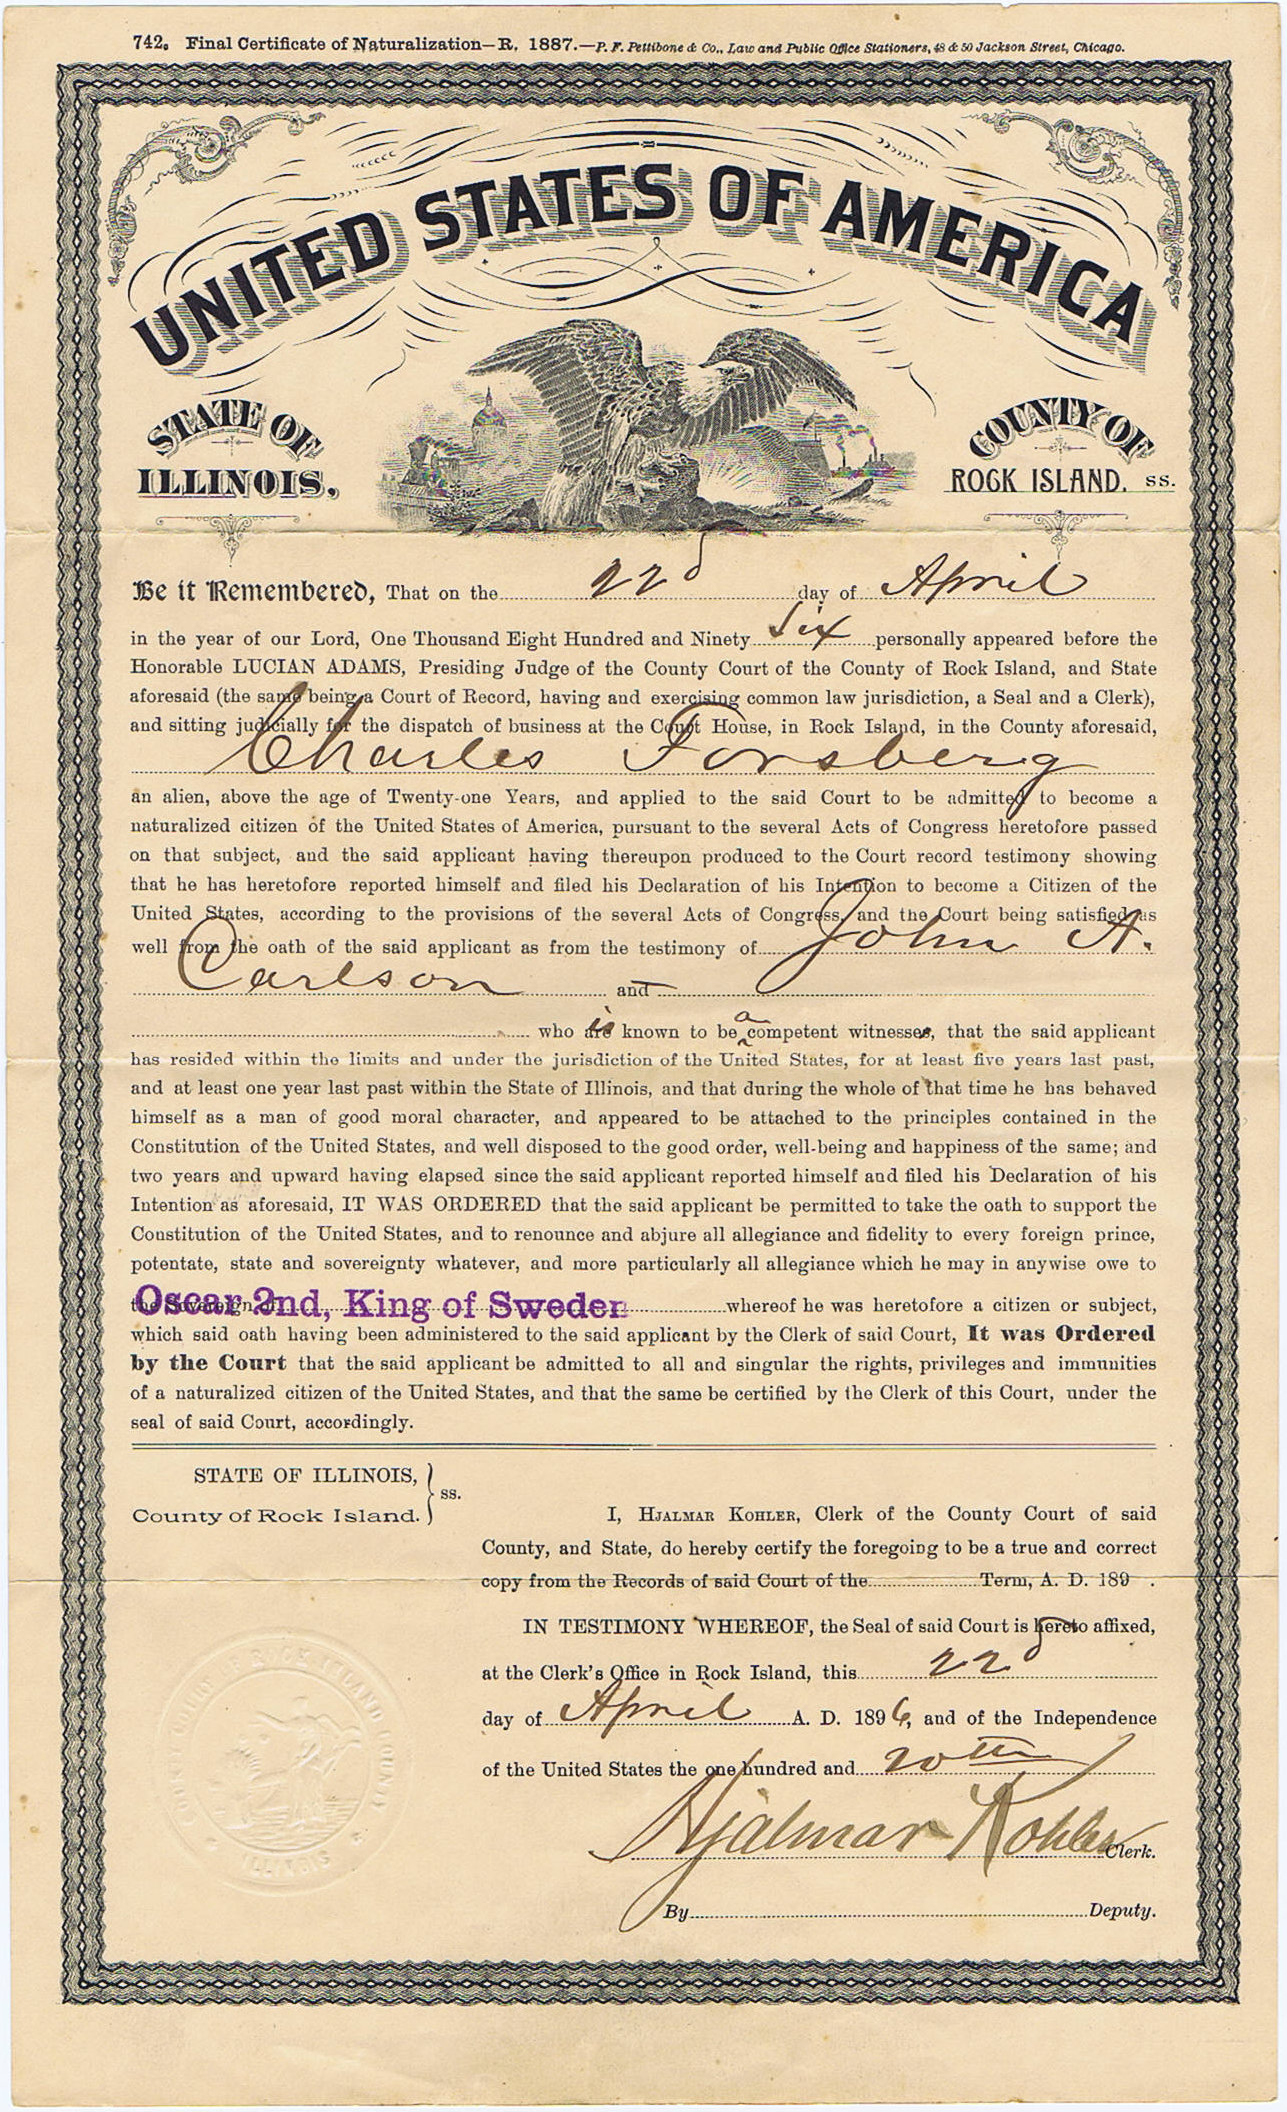 742. Final Certificate of Naturalization—R, 1887.—P. F. Pettibone & Co., Law and Public Office Stationers, 48 & 50 Jackson Street, Chicago.
UNITED STATES OF AMERICA
STATE OF
ILLINOIS,
COUNTY OF
ROCK ISLAND. ss.
Be it Remembered, That on the 22d day of April
in the year of our Lord, One Thousand Eight Hundred and Ninety Six personally appeared before the
Honorable LUCIAN ADAMS, Presiding Judge of the County Court of the County of Rock Island, and State
aforesaid (the same being a Court of Record, having and exercising common law jurisdiction, a Seal and a Clerk),
and sitting judicially for the dispatch of business at the Court House, in Rock Island, in the County aforesaid,
Charles Forsberg
an alien, above the age of Twenty-one Years, and applied to the said Court to be admitted to become a
naturalized citizen of the United States of America, pursuant to the several Acts of Congress heretofore passed
on that subject, and the said applicant having thereupon produced to the Court record testimony showing
that he has heretofore reported himself and filed his Declaration of his Intention to become a Citizen of the
United States, according to the provisions of the several Acts of Congress, and the Court being satisfied as
well from the oath of the said applicant as from the testimony of John A.
Carlson and
who are is known to be a competent witnesses, that the said applicant
has resided within the limits and under the jurisdiction of the United States, for at least five years last past,
and at least one year last past within the State of Illinois, and that during the whole of that time he has behaved
himself as a man of good moral character, and appeared to be attached to the principles contained in the
Constitution of the United States, and well disposed to the good order, well-being and happiness of the same; and
two years and upward having elapsed since the said applicant reported himself and filed his Declaration of his
Intention as aforesaid, IT WAS ORDERED that the said applicant be permitted to take the oath to support the
Constitution of the United States, and to renounce and abjure all allegiance and fidelity to every foreign prince,
potentate, state and sovereignty whatever, and more particularly all allegiance which he may in anywise owe to
the Sovereign of Oscar 2nd, King of Sweden whereof he was heretofore a citizen or subject,
which said oath having been administered to the said applicant by the Clerk of said Court, It was Ordered
by the Court that the said applicant be admitted to all and singular the rights, privileges and immunities
of a naturalized citizen of the United States, and that the same be certified by the Clerk of this Court, under the
seal of said Court, accordingly.
STATE OF ILLINOIS,
County of Rock Island. ss.
I, HJALMAR KOHLER, Clerk of the County Court of said
County, and State, do hereby certify the foregoing to be a true and correct
copy from the Records of said Court of the Term, A. D. 189 .
IN TESTIMONY WHEREOF, the Seal of said Court is hereto affixed,
at the Clerk's Office in Rock Island, this 22d
day of April A. D. 1896, and of the Independence
of the United States the one hundred and 20th
Hjalmar Kohler Clerk.
By Deputy.
ROCK ISLAND COUNTY
ILLINOIS